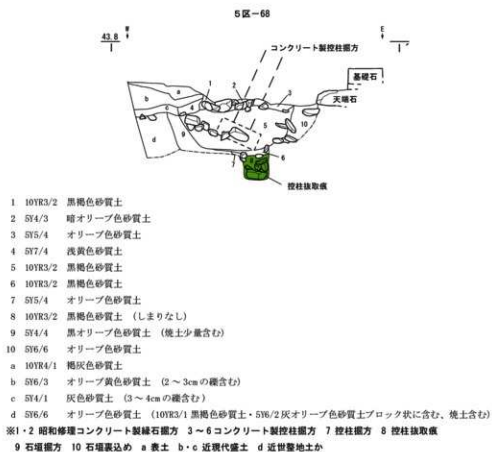 5区－68
W
E
43.8
コンクリート製控柱掘方
基礎石
天端石
a
b
c
d
1
2
3
4
5
6
7
9
10
控柱抜取痕
1 10YR3/2 黒褐色砂質土
2 5Y4/3 暗オリーブ色砂質土
3 5Y5/4 オリーブ色砂質土
4 5Y7/4 浅黄色砂質土
5 10YR3/2 黒褐色砂質土
6 10YR3/2 黒褐色砂質土
7 5Y5/4 オリーブ色砂質土
8 10YR3/2 黒褐色砂質土 （しまりなし）
9 5Y4/4 黒オリーブ色砂質土 （焼土少量含む）
10 5Y6/6 オリーブ色砂質土
a 10YR4/1 褐灰色砂質土
b 5Y6/3 オリーブ黄色砂質土 （2 ～ 3cm の礫含む）
c 5Y4/1 灰色砂質土 （3 ～ 4cm の礫含む ）
d 5Y6/6 オリーブ色砂質土 （10YR3/1 黒褐色砂質土・5Y6/2 灰オリーブ色砂質土ブロック状に含む、焼土含む）
※1・2 昭和修理コンクリート製縁石掘方 3 ～ 6 コンクリート製控柱掘方 7 控柱掘方 8 控柱抜取痕
9 石垣掘方 10 石垣裏込め a 表土 b・c 近現代盛土 d 近世整地土か